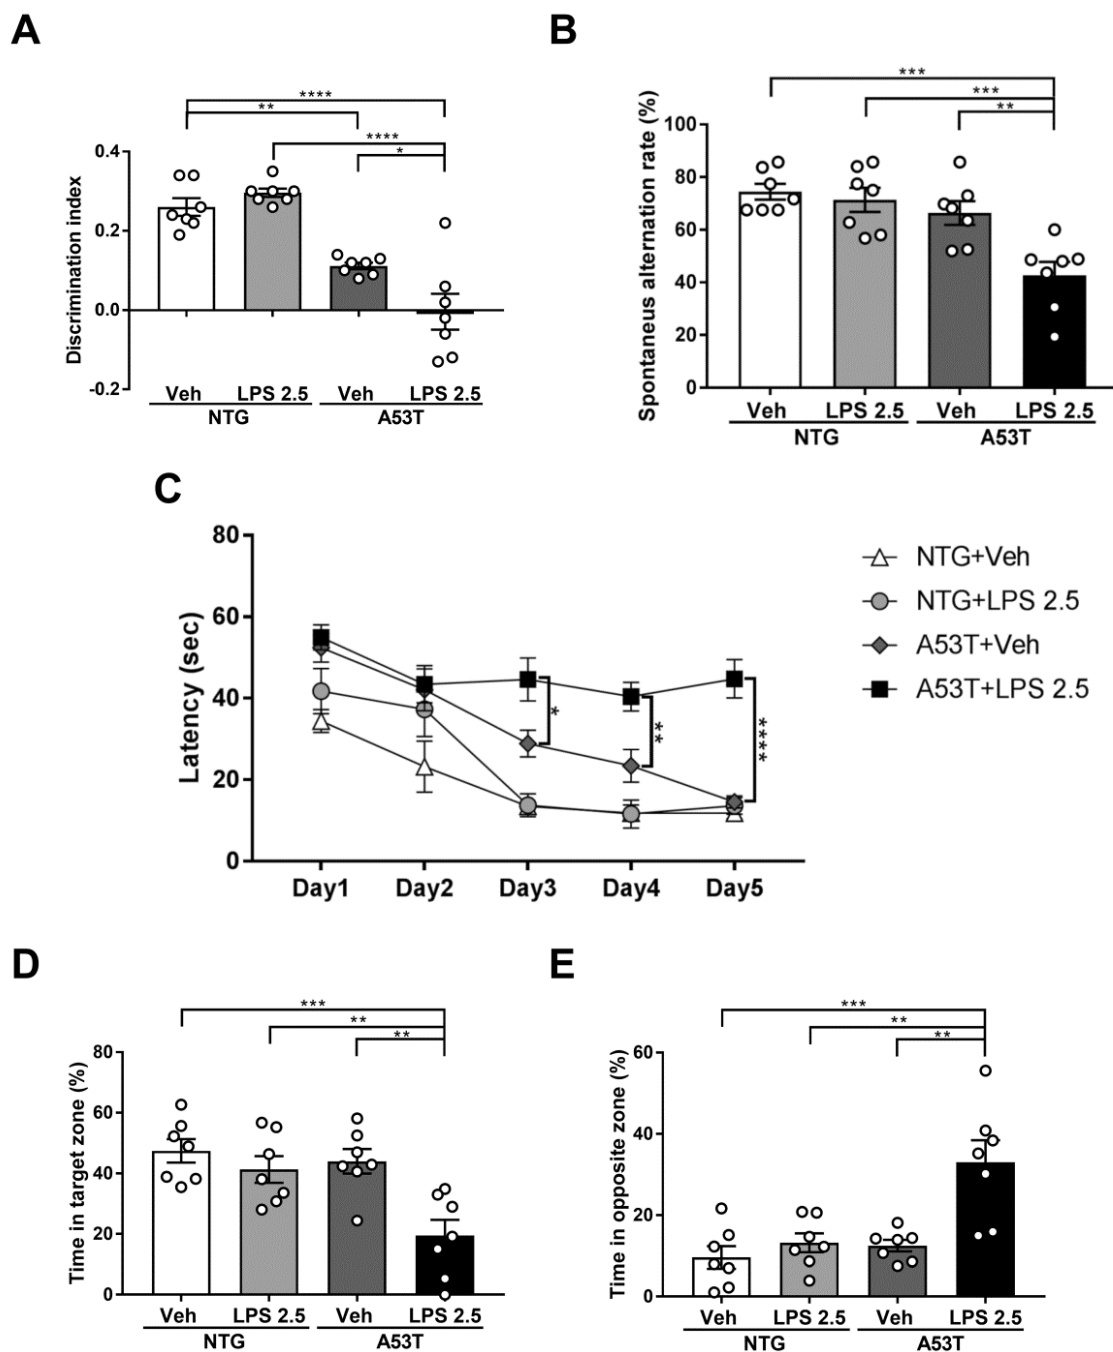 A
B
****
**
****
*
Discrimination index
0.4
0.2
0.0
-0.2
Veh LPS 2.5 Veh LPS 2.5
NTG A53T
***
***
**
Spontaneus alternation rate (%)
100
80
60
40
20
0
Veh LPS 2.5 Veh LPS 2.5
NTG A53T
C
Latency (sec)
80
60
40
20
0
Day1 Day2 Day3 Day4 Day5
*
**
****
NTG+Veh
NTG+LPS 2.5
A53T+Veh
A53T+LPS 2.5
D
E
***
**
**
Time in target zone (%)
80
60
40
20
0
Veh LPS 2.5 Veh LPS 2.5
NTG A53T
***
**
**
Time in opposite zone (%)
60
40
20
0
Veh LPS 2.5 Veh LPS 2.5
NTG A53T